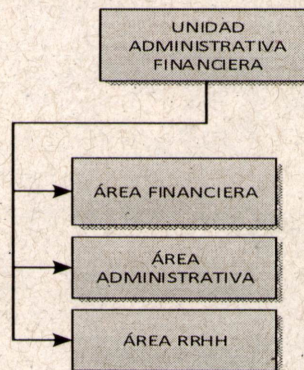 UNIDAD
ADMINISTRATIVA
FINANCIERA
ÁREA FINANCIERA
ÁREA
ADMINISTRATIVA
ÁREA RRHH